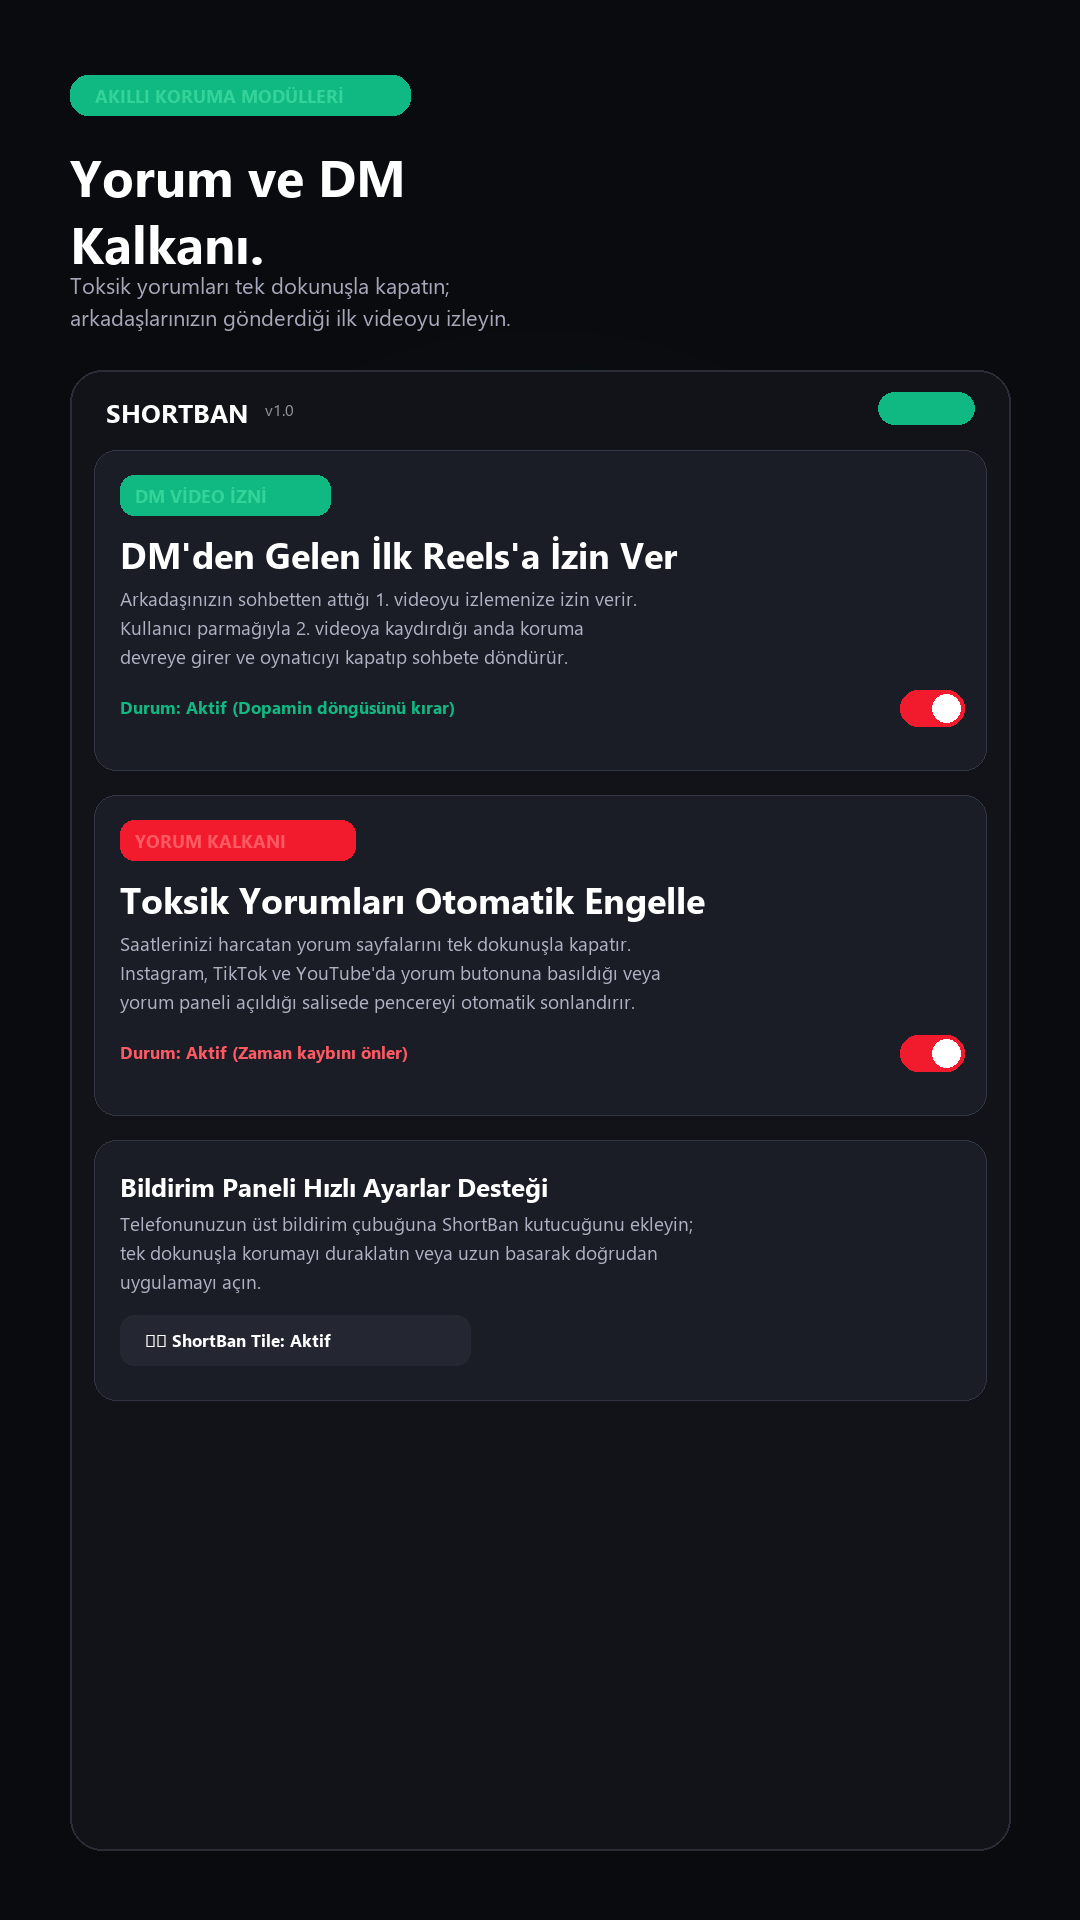 AKILLI KORUMA MODÜLLERİ
Yorum ve DM
Kalkanı.
Toksik yorumları tek dokunuşla kapatın;
arkadaşlarınızın gönderdiği ilk videoyu izleyin.
SHORTBAN v1.0
DM VİDEO İZNİ
DM'den Gelen İlk Reels'a İzin Ver
Arkadaşınızın sohbetten attığı 1. videoyu izlemenize izin verir.
Kullanıcı parmağıyla 2. videoya kaydırdığı anda koruma
devreye girer ve oynatıcıyı kapatıp sohbete döndürür.
Durum: Aktif (Dopamin döngüsünü kırar)
YORUM KALKANI
Toksik Yorumları Otomatik Engelle
Saatlerinizi harcatan yorum sayfalarını tek dokunuşla kapatır.
Instagram, TikTok ve YouTube'da yorum butonuna basıldığı veya
yorum paneli açıldığı salisede pencereyi otomatik sonlandırır.
Durum: Aktif (Zaman kaybını önler)
Bildirim Paneli Hızlı Ayarlar Desteği
Telefonunuzun üst bildirim çubuğuna ShortBan kutucuğunu ekleyin;
tek dokunuşla korumayı duraklatın veya uzun basarak doğrudan
uygulamayı açın.
ShortBan Tile: Aktif